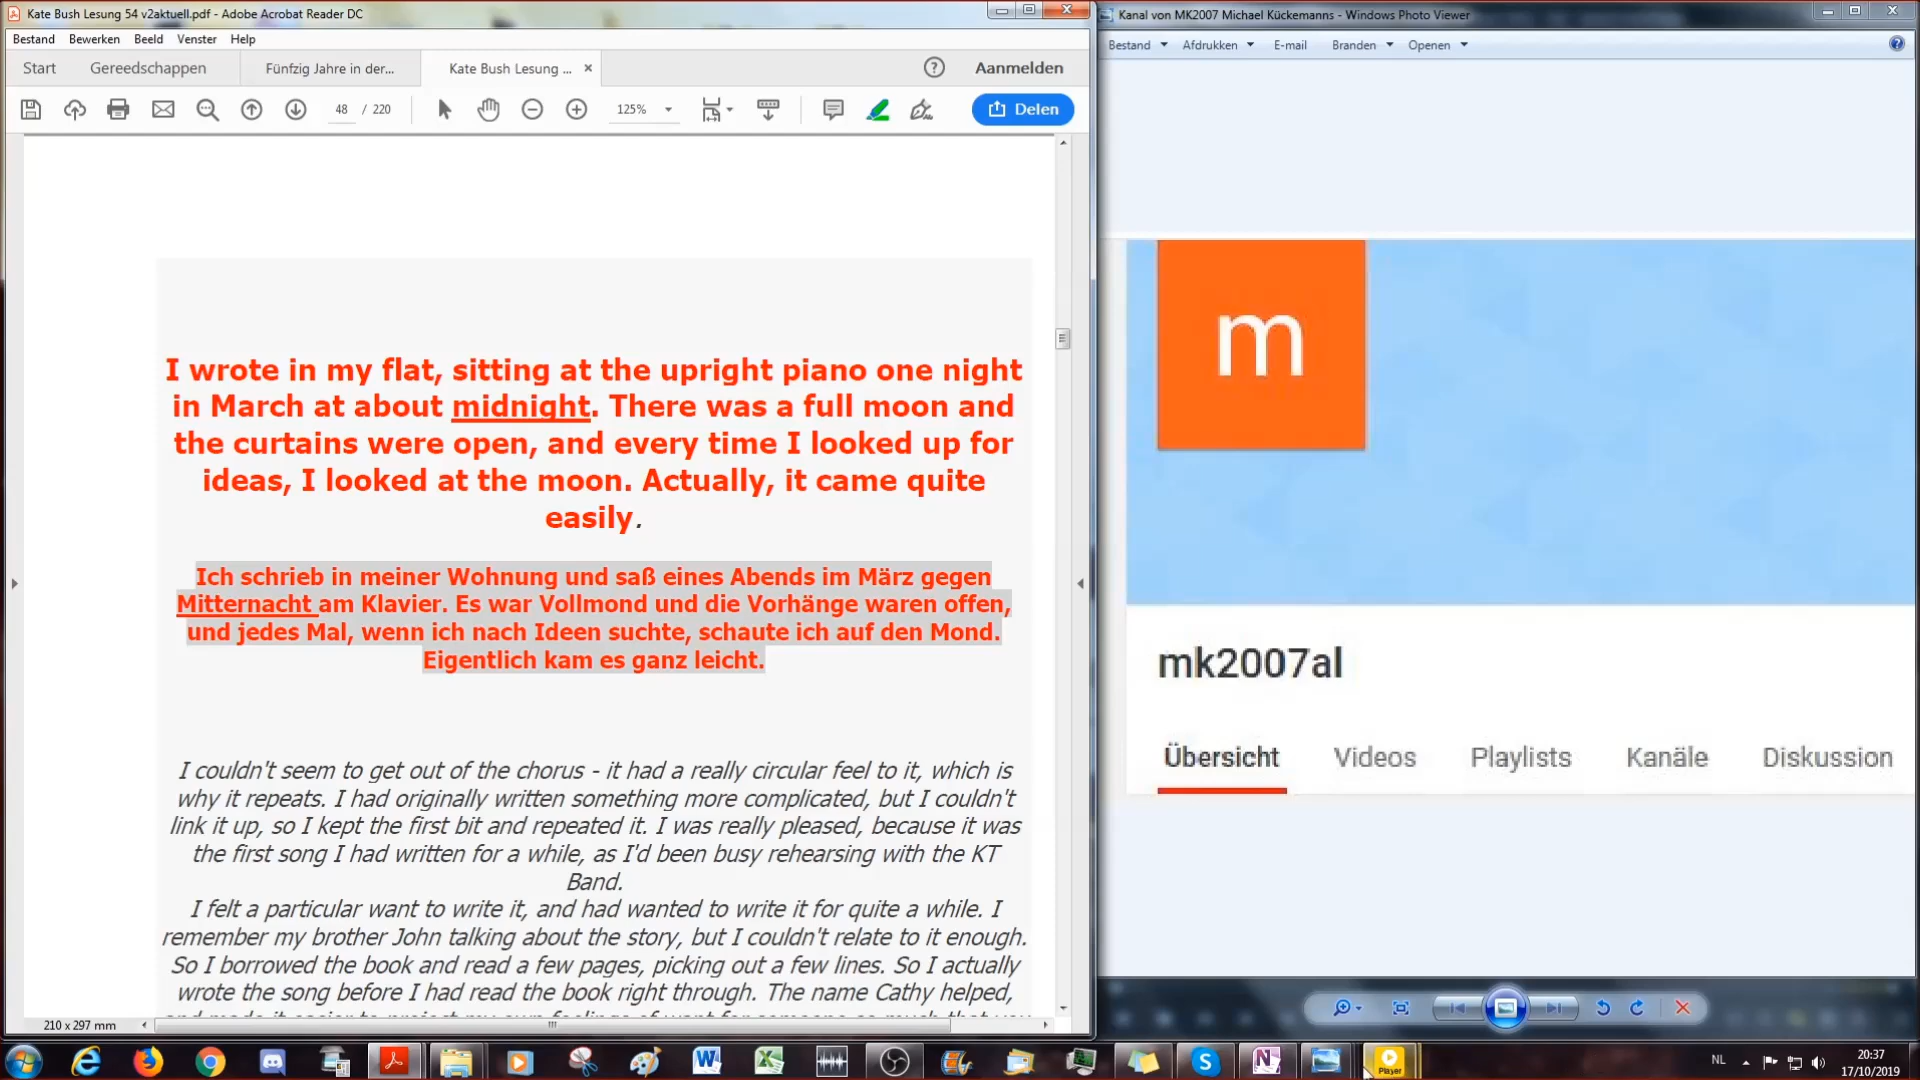 Kate Bush Lesung 54 v2aktuell.pdf - Adobe Acrobat Reader DC
Bestand Bewerken Beeld Venster Help
Start Gereedschappen Fünfzig Jahre in der... Kate Bush Lesung ... × Aanmelden
48 / 220 125% Delen
I wrote in my flat, sitting at the upright piano one night
in March at about midnight. There was a full moon and
the curtains were open, and every time I looked up for
ideas, I looked at the moon. Actually, it came quite
easily.
Ich schrieb in meiner Wohnung und saß eines Abends im März gegen
Mitternacht am Klavier. Es war Vollmond und die Vorhänge waren offen,
und jedes Mal, wenn ich nach Ideen suchte, schaute ich auf den Mond.
Eigentlich kam es ganz leicht.
I couldn't seem to get out of the chorus - it had a really circular feel to it, which is
why it repeats. I had originally written something more complicated, but I couldn't
link it up, so I kept the first bit and repeated it. I was really pleased, because it was
the first song I had written for a while, as I'd been busy rehearsing with the KT
Band.
I felt a particular want to write it, and had wanted to write it for quite a while. I
remember my brother John talking about the story, but I couldn't relate to it enough.
So I borrowed the book and read a few pages, picking out a few lines. So I actually
wrote the song before I had read the book right through. The name Cathy helped,
210 x 297 mm
Kanal von MK2007 Michael Kückemanns - Windows Photo Viewer
Bestand Afdrukken E-mail Branden Openen
m
mk2007al
Übersicht Videos Playlists Kanäle Diskussion
Player
NL
20:37
17/10/2019